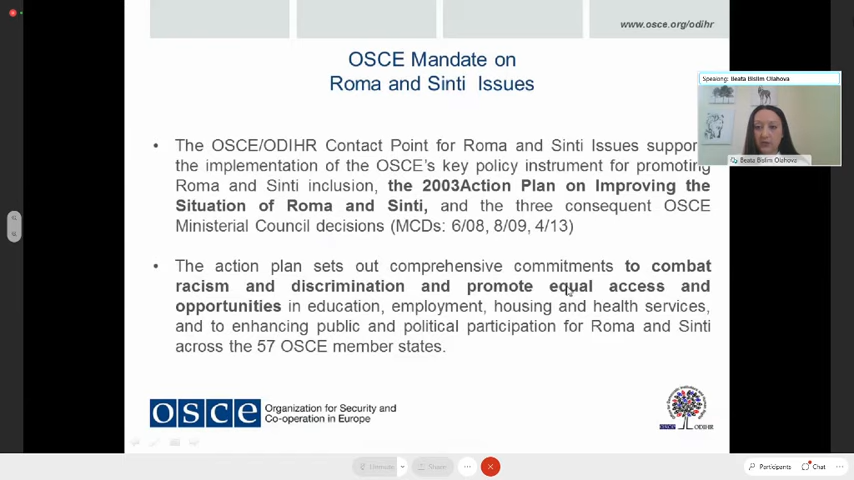 www.osce.org/odihr
OSCE Mandate on
Roma and Sinti Issues
Speaking: Beata Bislim Olahova
Beata Bislim Olahova
• The OSCE/ODIHR Contact Point for Roma and Sinti Issues suppor
the implementation of the OSCE's key policy instrument for promoting
Roma and Sinti inclusion, the 2003Action Plan on Improving the
Situation of Roma and Sinti, and the three consequent OSCE
Ministerial Council decisions (MCDs: 6/08, 8/09, 4/13)
• The action plan sets out comprehensive commitments to combat
racism and discrimination and promote equal access and
opportunities in education, employment, housing and health services,
and to enhancing public and political participation for Roma and Sinti
across the 57 OSCE member states.
osce Organization for Security and
Co-operation in Europe
ODIHR
Unmute
Share
Participants
Chat